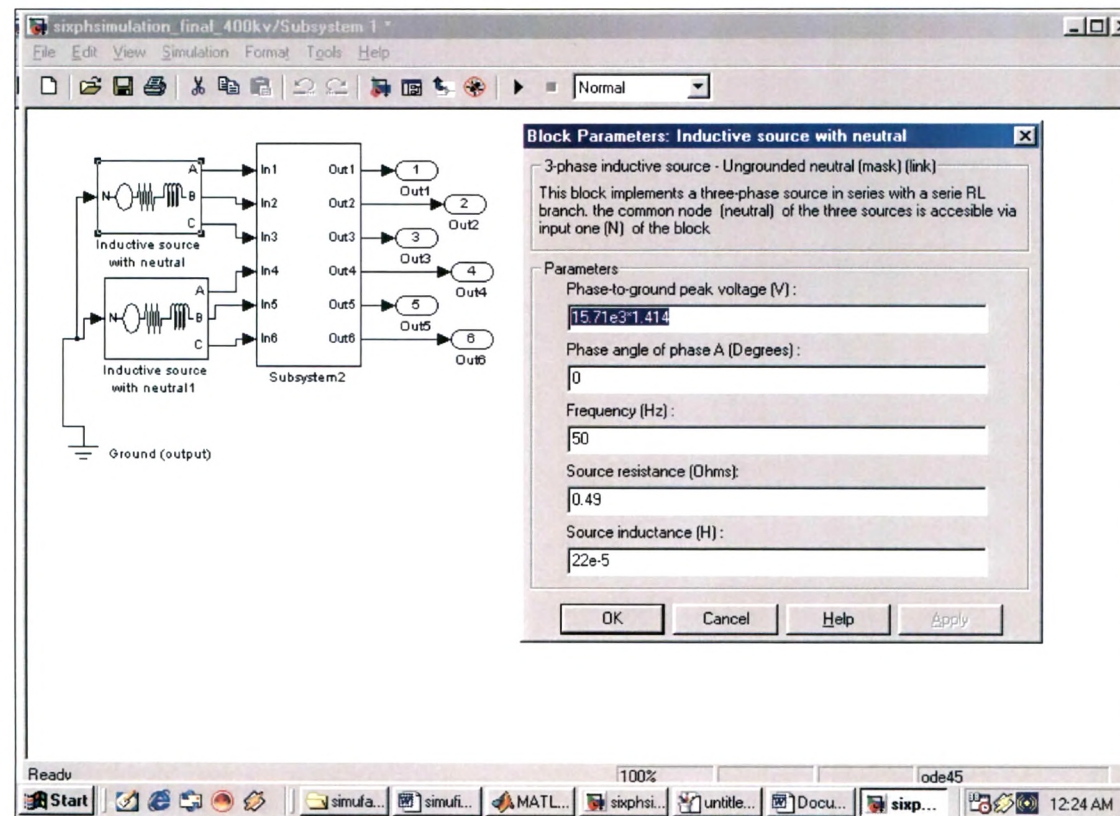 sixphsimulation_final_400kv/Subsystem 1 *
File Edit View Simulation Format Tools Help
Normal
A
N
B
C
Inductive source
with neutral
A
N
B
C
Inductive source
with neutral1
Ground (output)
In1 Out1
In2 Out2
In3 Out3
In4 Out4
In5 Out5
In6 Out6
Subsystem2
1
Out1
2
Out2
3
Out3
4
Out4
5
Out5
6
Out6
Block Parameters: Inductive source with neutral
3-phase inductive source - Ungrounded neutral (mask) (link)
This block implements a three-phase source in series with a serie RL
branch. the common node (neutral) of the three sources is accesible via
input one (N) of the block
Parameters
Phase-to-ground peak voltage (V) :
15.71e3*1.414
Phase angle of phase A (Degrees) :
0
Frequency (Hz) :
50
Source resistance (Ohms):
0.49
Source inductance (H) :
22e-5
OK Cancel Help Apply
Ready 100% ode45
Start simufa... simufi... MATL... sixphsi... untitle... Docu... sixp... 12:24 AM